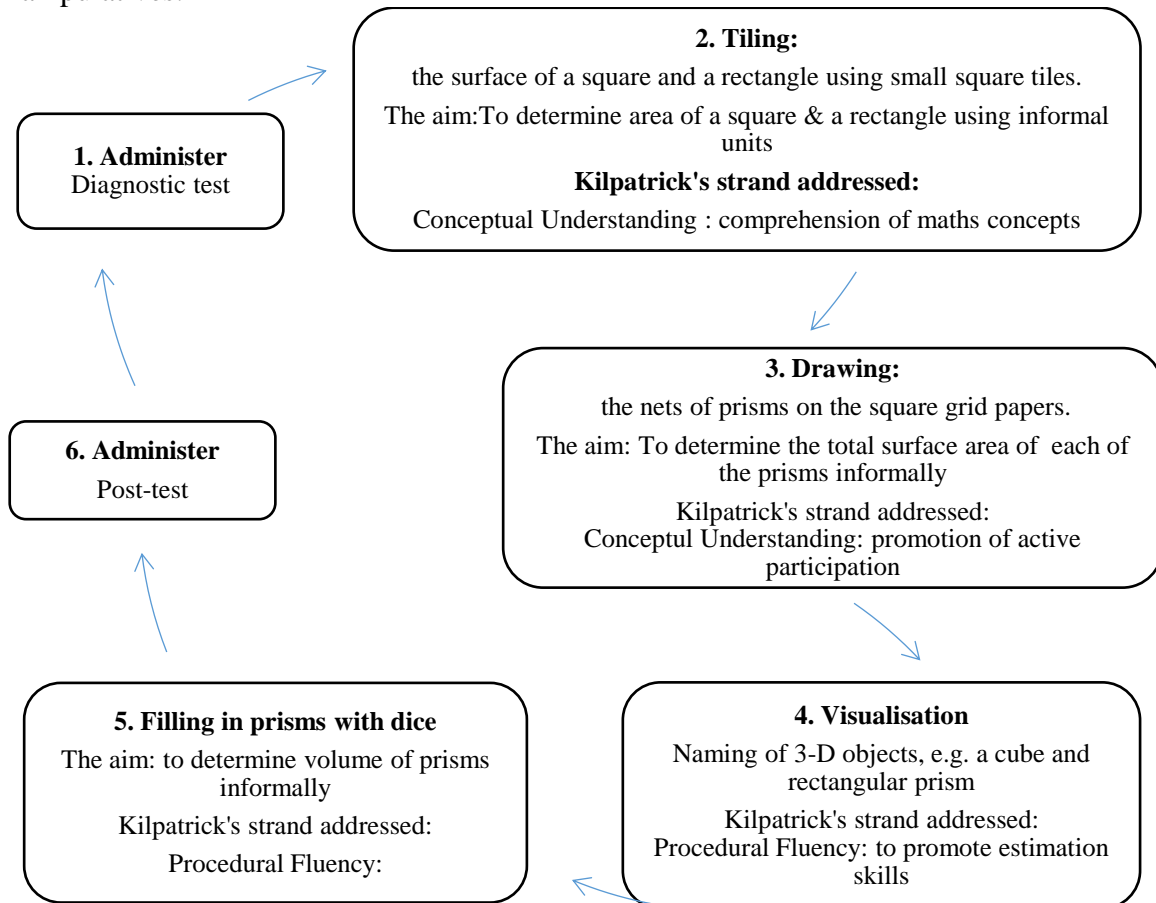 1. Administer
Diagnostic test
2. Tiling:
the surface of a square and a rectangle using small square tiles.
The aim:To determine area of a square & a rectangle using informal
units
Kilpatrick's strand addressed:
Conceptual Understanding : comprehension of maths concepts
3. Drawing:
the nets of prisms on the square grid papers.
The aim: To determine the total surface area of each of
the prisms informally
Kilpatrick's strand addressed:
Conceptul Understanding: promotion of active
participation
4. Visualisation
Naming of 3-D objects, e.g. a cube and
rectangular prism
Kilpatrick's strand addressed:
Procedural Fluency: to promote estimation
skills
5. Filling in prisms with dice
The aim: to determine volume of prisms
informally
Kilpatrick's strand addressed:
Procedural Fluency:
6. Administer
Post-test